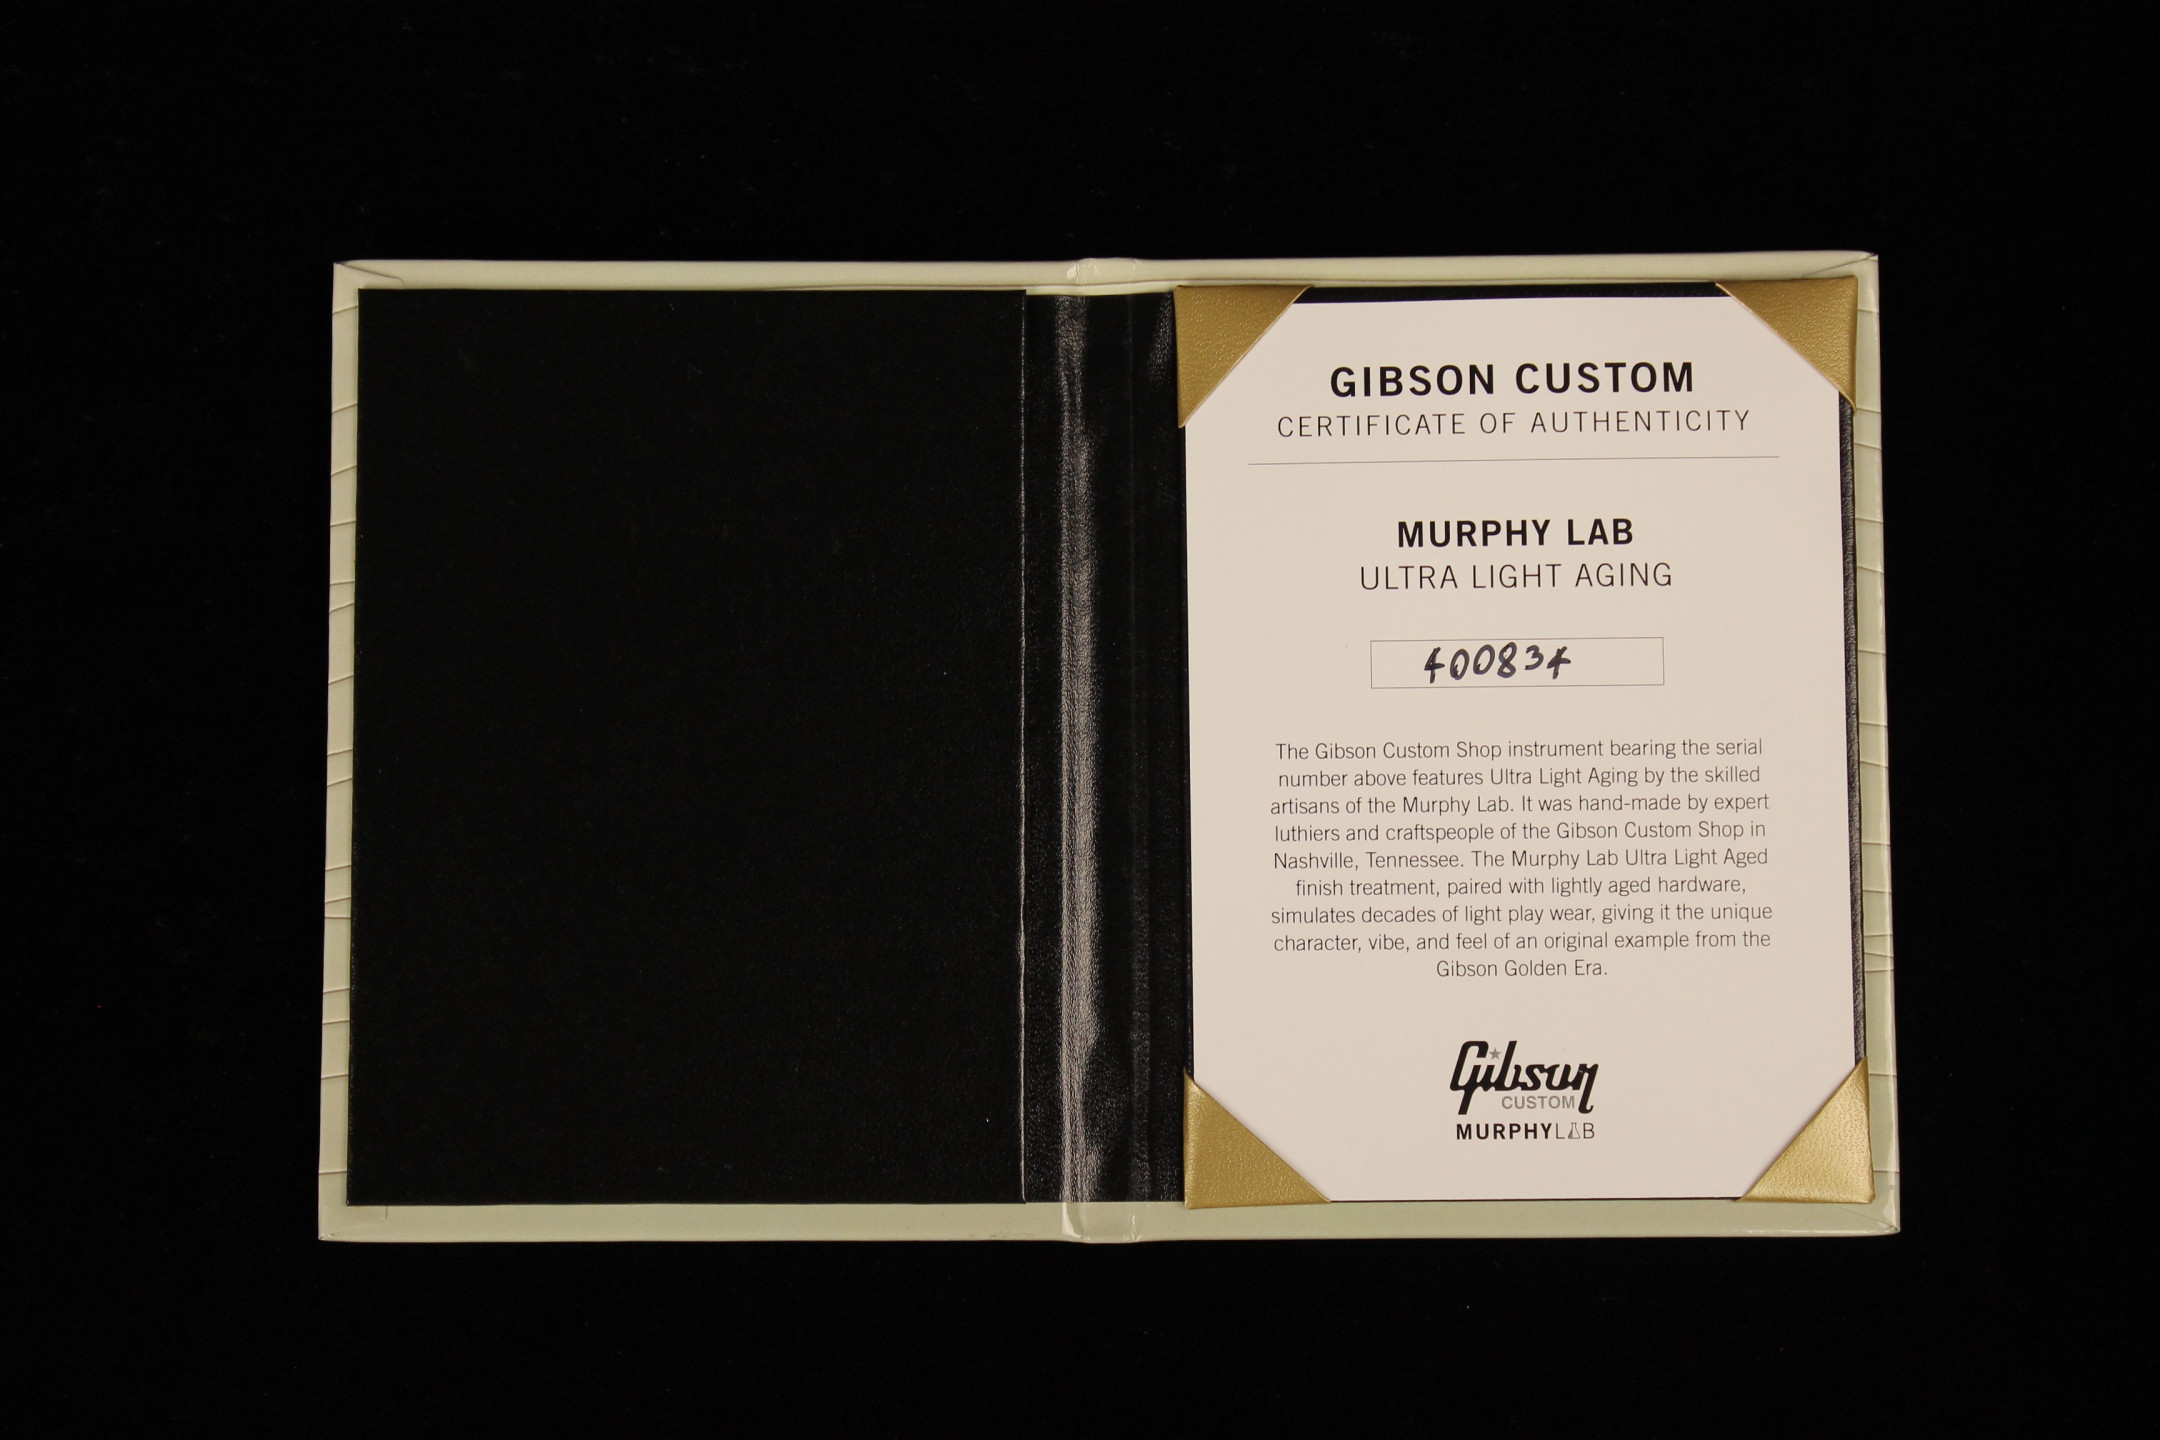 GIBSON CUSTOM
CERTIFICATE OF AUTHENTICITY
MURPHY LAB
ULTRA LIGHT AGING
400834
The Gibson Custom Shop instrument bearing the serial
number above features Ultra Light Aging by the skilled
artisans of the Murphy Lab. It was hand-made by expert
luthiers and craftspeople of the Gibson Custom Shop in
Nashville, Tennessee. The Murphy Lab Ultra Light Aged
finish treatment, paired with lightly aged hardware,
simulates decades of light play wear, giving it the unique
character, vibe, and feel of an original example from the
Gibson Golden Era.
Gibson
CUSTOM
MURPHYLAB